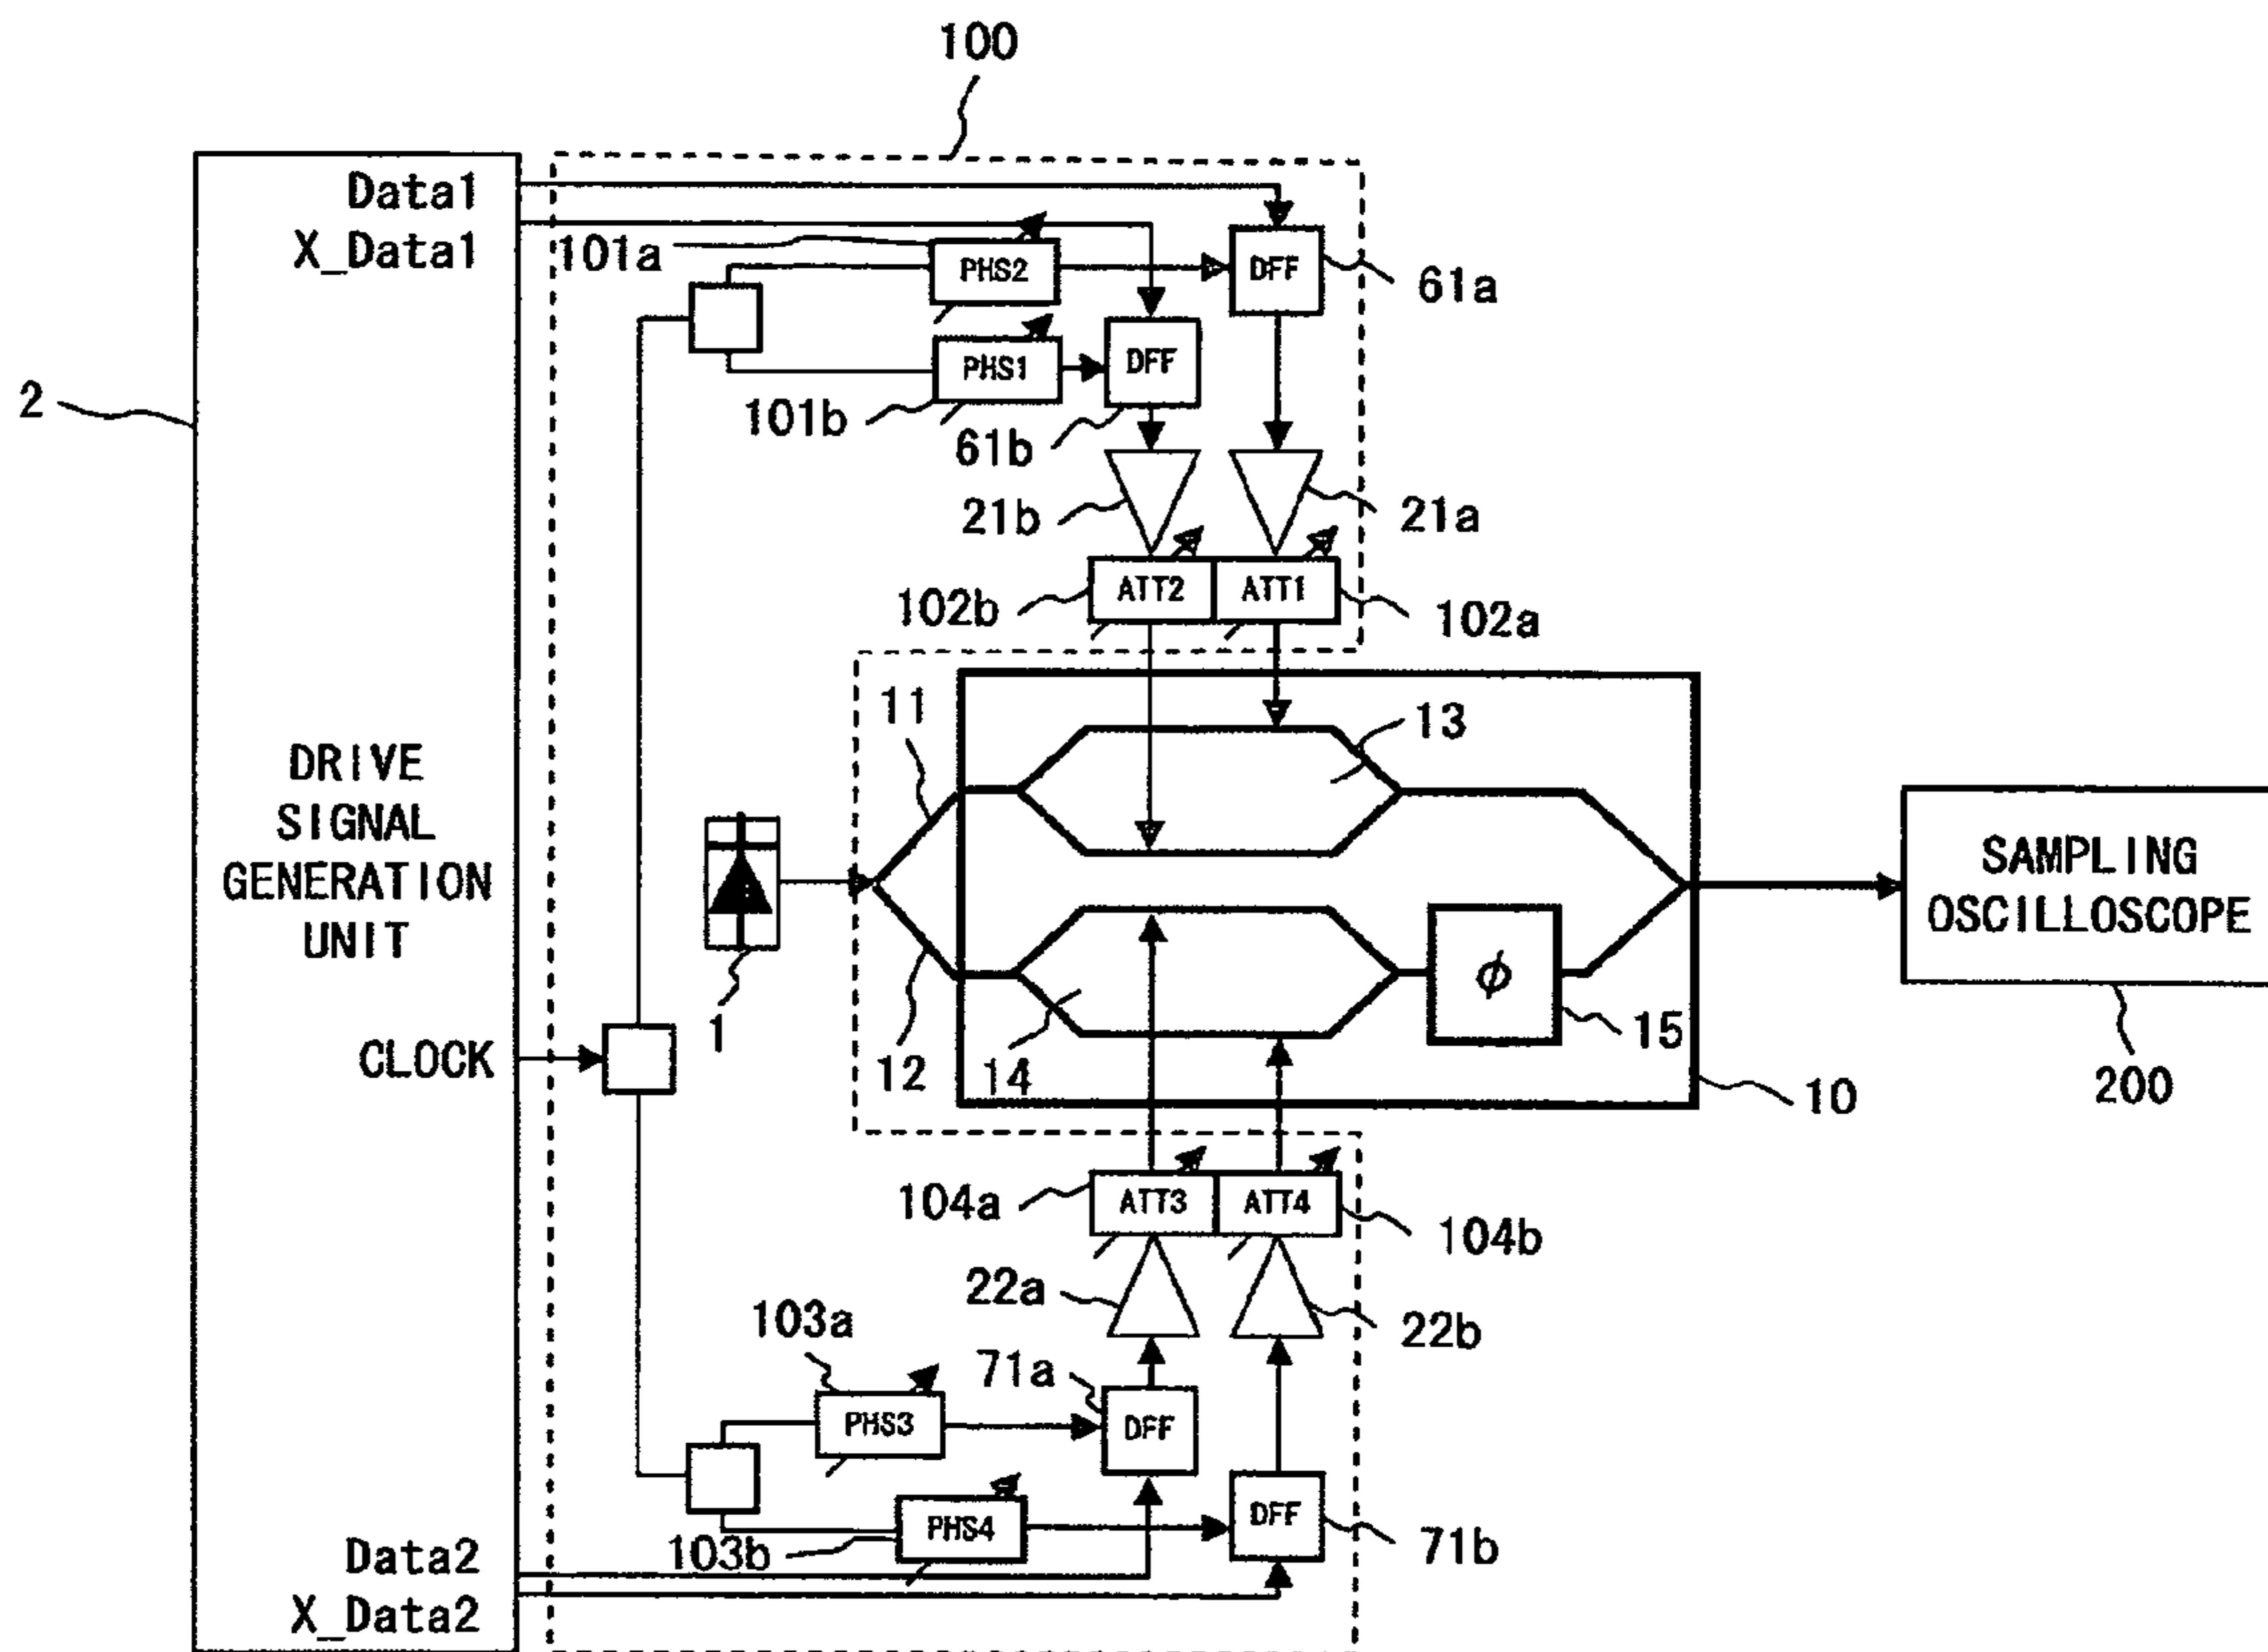 100
Data1
X_Data1
101a
PHS2
DFF
61a
PHS1
DFF
101b
61b
2
21b
21a
ATT2
ATT1
102b
102a
11
13
DRIVE
SIGNAL
GENERATION
UNIT
SAMPLING
OSCILLOSCOPE
φ
1
12
14
15
10
200
CLOCK
104a
ATT3
ATT4
104b
22a
22b
103a
71a
PHS3
DFF
PHS4
DFF
103b
71b
Data2
X_Data2